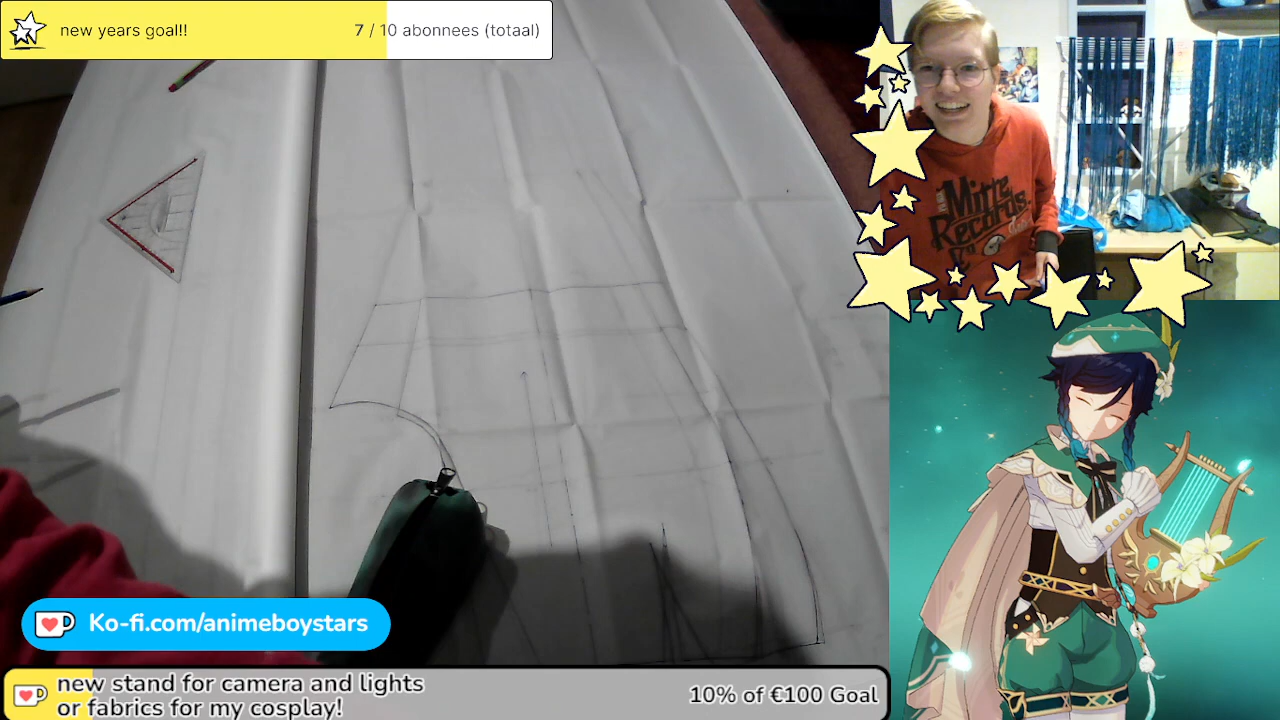 new years goal!!
7 / 10 abonnees (totaal)
Mitre
Records
Ko-fi.com/animeboystars
new stand for camera and lights
or fabrics for my cosplay!
10% of €100 Goal